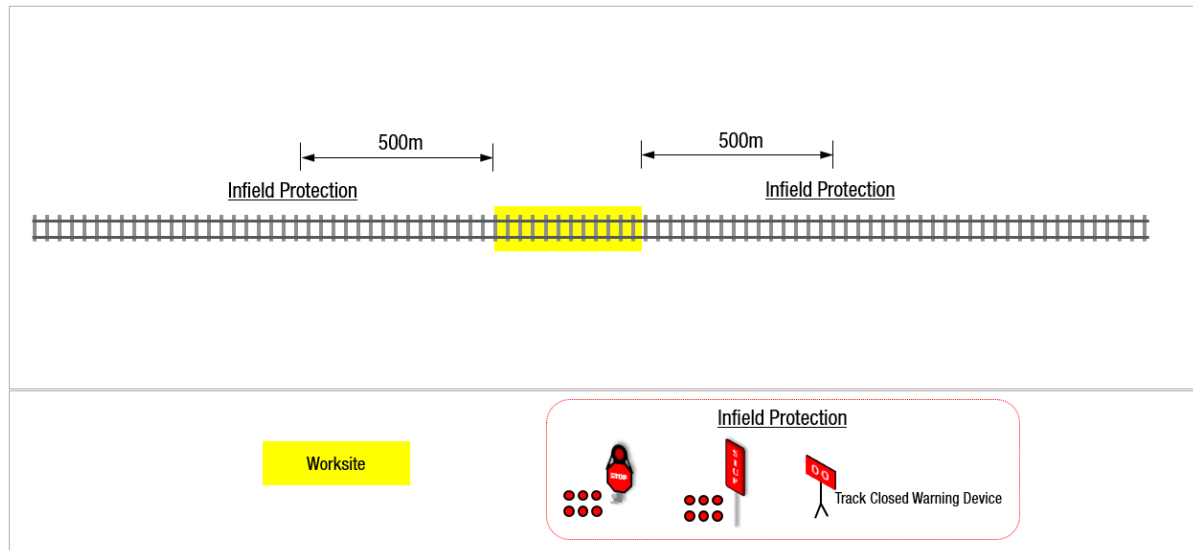 500m
500m
Infield Protection
Infield Protection
Worksite
Infield Protection
STOP
STOP
Track Closed Warning Device